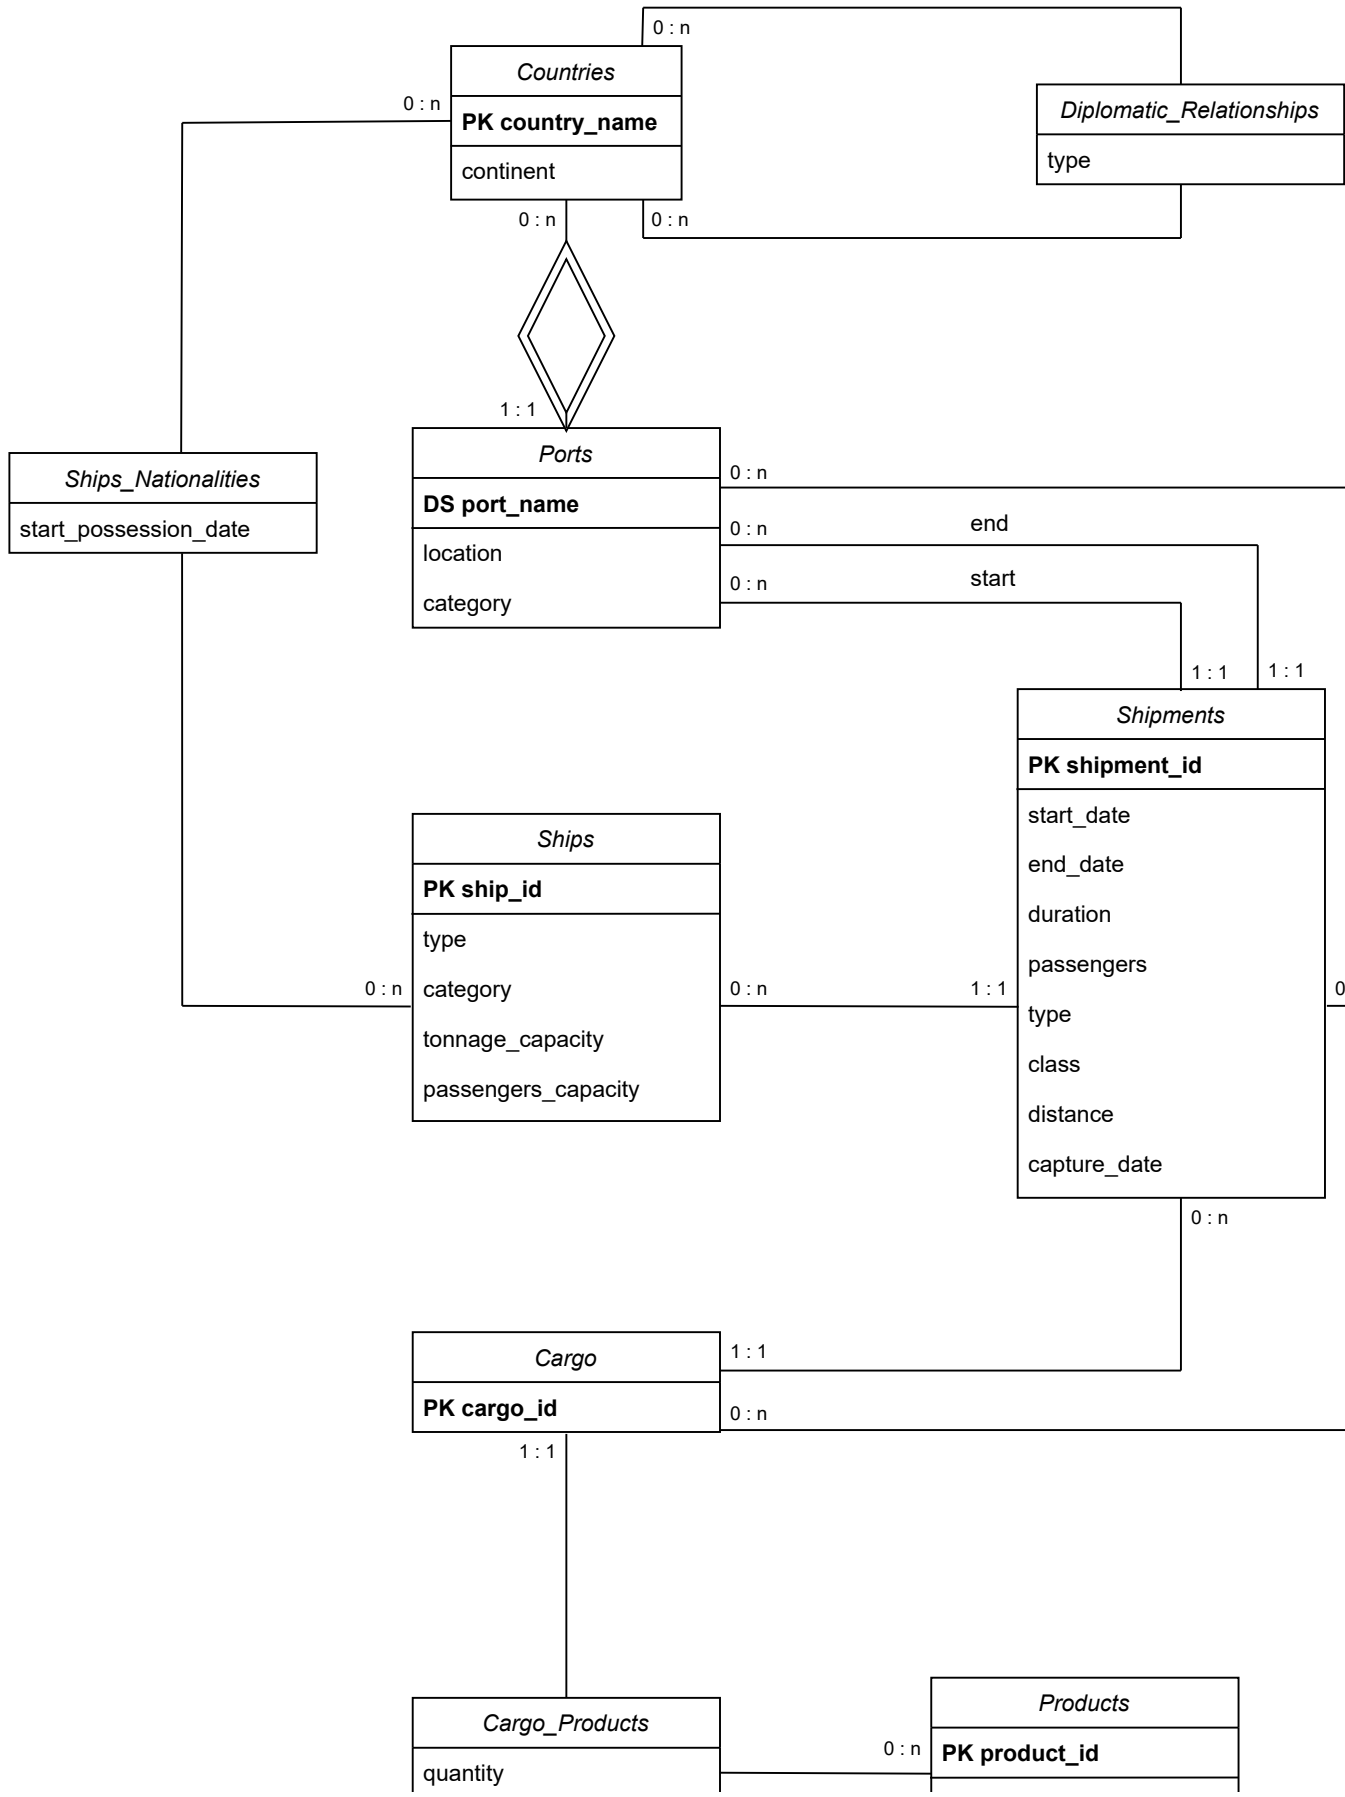 0 : n
Countries
PK country_name
continent
0 : n
0 : n
0 : n
Diplomatic_Relationships
type
1 : 1
Ports
DS port_name
location
category
0 : n
0 : n
end
0 : n
start
Ships_Nationalities
start_possession_date
1 : 1
1 : 1
Shipments
PK shipment_id
start_date
end_date
duration
passengers
type
class
distance
capture_date
Ships
PK ship_id
type
category
tonnage_capacity
passengers_capacity
0 : n
0 : n
1 : 1
0
0 : n
Cargo
PK cargo_id
1 : 1
0 : n
1 : 1
Cargo_Products
quantity
0 : n
Products
PK product_id